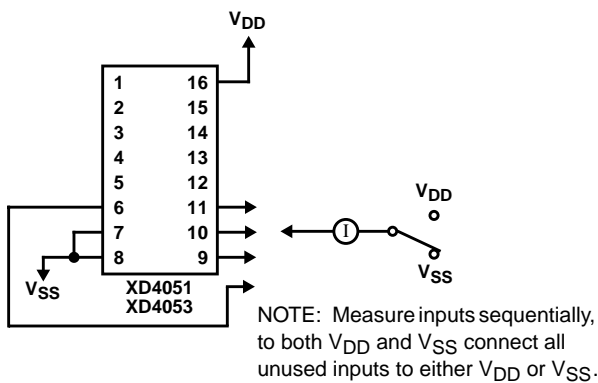 VDD
1 16
2 15
3 14
4 13
5 12
6 11
7 10
8 9
VSS
XD4051
XD4053
I
VDD
VSS
NOTE: Measure inputs sequentially,
to both VDD and VSS connect all
unused inputs to either VDD or VSS.